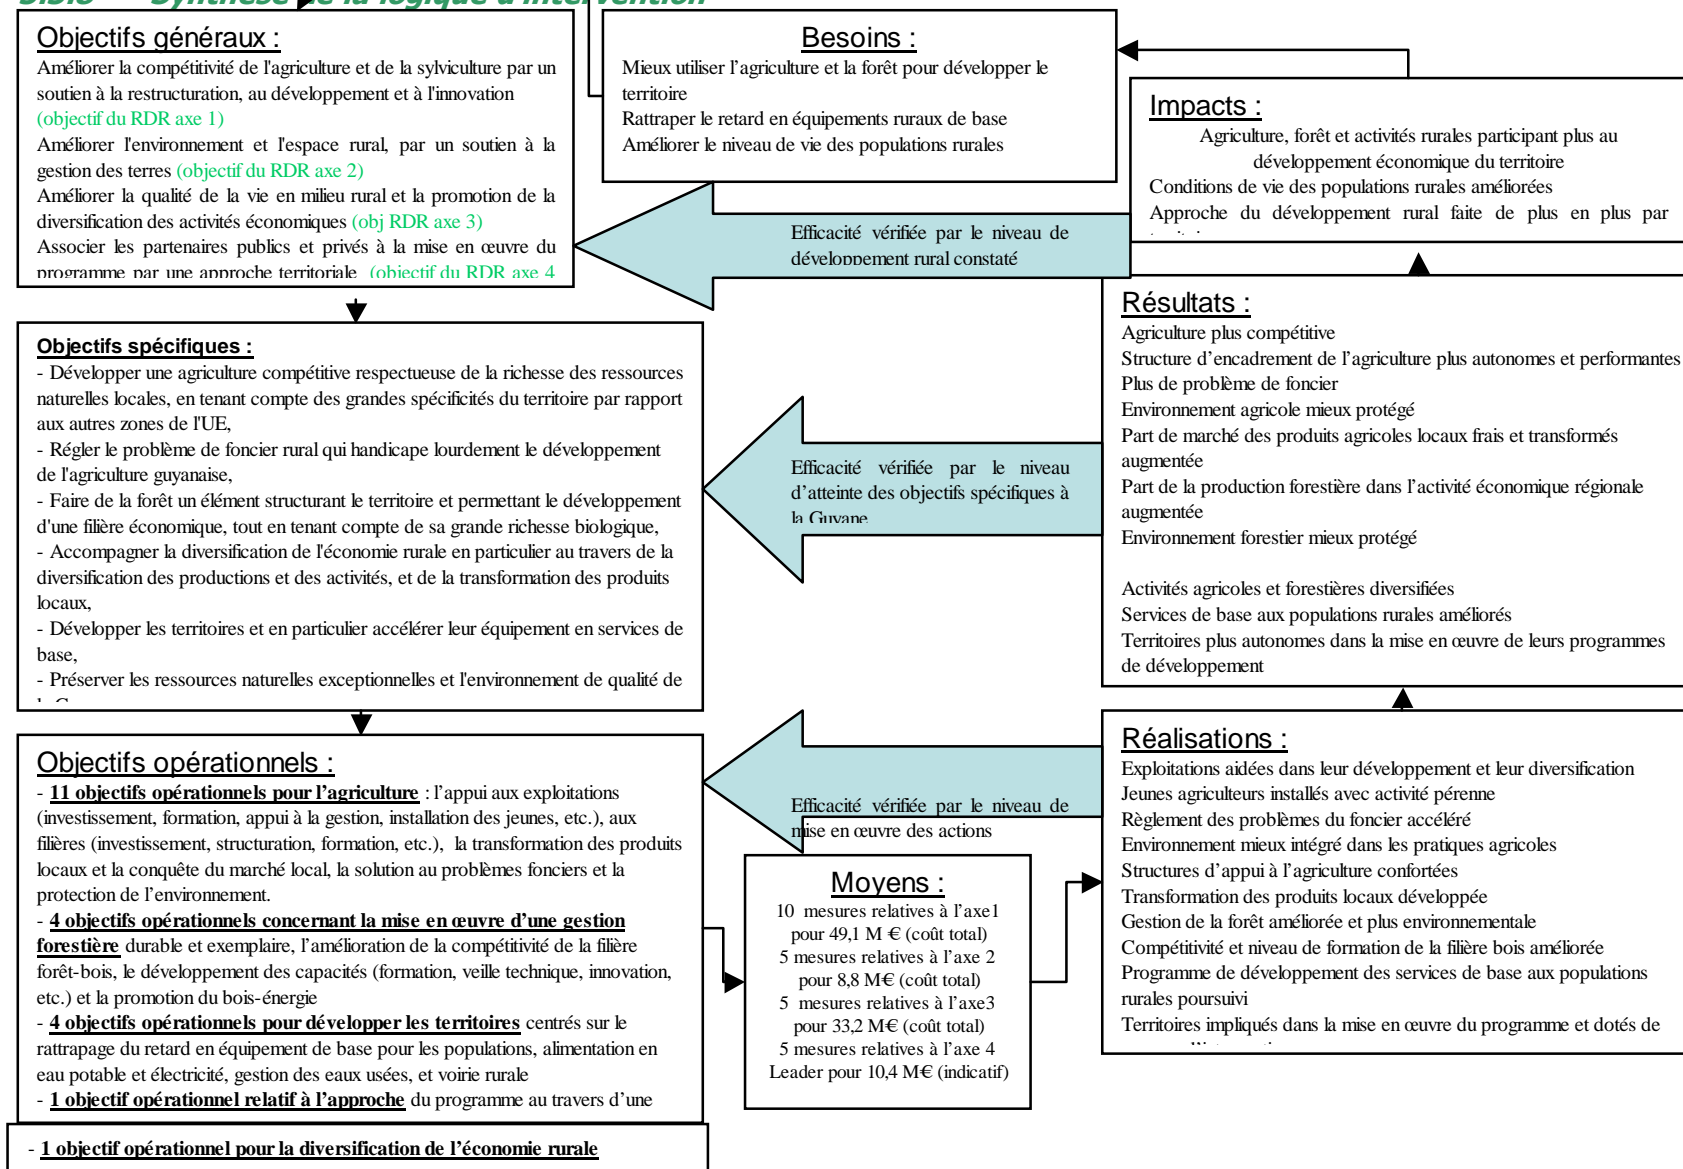 Synthèse de la logique d'intervention
Objectifs généraux :
Améliorer la compétitivité de l'agriculture et de la sylviculture par un
soutien à la restructuration, au développement et à l'innovation
(objectif du RDR axe 1)
Améliorer l'environnement et l'espace rural, par un soutien à la
gestion des terres (objectif du RDR axe 2)
Améliorer la qualité de la vie en milieu rural et la promotion de la
diversification des activités économiques (obj RDR axe 3)
Associer les partenaires publics et privés à la mise en œuvre du
programme par une approche territoriale (objectif du RDR axe 4
Besoins :
Mieux utiliser l’agriculture et la forêt pour développer le
territoire
Rattraper le retard en équipements ruraux de base
Améliorer le niveau de vie des populations rurales
Impacts :
Agriculture, forêt et activités rurales participant plus au
développement économique du territoire
Conditions de vie des populations rurales améliorées
Approche du développement rural faite de plus en plus par
Efficacité vérifiée par le niveau de
développement rural constaté
Objectifs spécifiques :
- Développer une agriculture compétitive respectueuse de la richesse des ressources
naturelles locales, en tenant compte des grandes spécificités du territoire par rapport
aux autres zones de l'UE,
- Régler le problème de foncier rural qui handicape lourdement le développement
de l'agriculture guyanaise,
- Faire de la forêt un élément structurant le territoire et permettant le développement
d'une filière économique, tout en tenant compte de sa grande richesse biologique,
- Accompagner la diversification de l'économie rurale en particulier au travers de la
diversification des productions et des activités, et de la transformation des produits
locaux,
- Développer les territoires et en particulier accélérer leur équipement en services de
base,
- Préserver les ressources naturelles exceptionnelles et l'environnement de qualité de
Efficacité vérifiée par le niveau
d’atteinte des objectifs spécifiques à
la Guyane
Résultats :
Agriculture plus compétitive
Structure d’encadrement de l’agriculture plus autonomes et performantes
Plus de problème de foncier
Environnement agricole mieux protégé
Part de marché des produits agricoles locaux frais et transformés
augmentée
Part de la production forestière dans l’activité économique régionale
augmentée
Environnement forestier mieux protégé
Activités agricoles et forestières diversifiées
Services de base aux populations rurales améliorés
Territoires plus autonomes dans la mise en œuvre de leurs programmes
de développement
Objectifs opérationnels :
- 11 objectifs opérationnels pour l’agriculture : l’appui aux exploitations
(investissement, formation, appui à la gestion, installation des jeunes, etc.), aux
filières (investissement, structuration, formation, etc.), la transformation des produits
locaux et la conquête du marché local, la solution au problèmes fonciers et la
protection de l’environnement.
- 4 objectifs opérationnels concernant la mise en œuvre d’une gestion
forestière durable et exemplaire, l’amélioration de la compétitivité de la filière
forêt-bois, le développement des capacités (formation, veille technique, innovation,
etc.) et la promotion du bois-énergie
- 4 objectifs opérationnels pour développer les territoires centrés sur le
rattrapage du retard en équipement de base pour les populations, alimentation en
eau potable et électricité, gestion des eaux usées, et voirie rurale
- 1 objectif opérationnel relatif à l’approche du programme au travers d’une
- 1 objectif opérationnel pour la diversification de l’économie rurale
Efficacité vérifiée par le niveau de
mise en œuvre des actions
Moyens :
10 mesures relatives à l’axe1
pour 49,1 M € (coût total)
5 mesures relatives à l’axe 2
pour 8,8 M€ (coût total)
5 mesures relatives à l’axe3
pour 33,2 M€ (coût total)
5 mesures relatives à l’axe 4
Leader pour 10,4 M€ (indicatif)
Réalisations :
Exploitations aidées dans leur développement et leur diversification
Jeunes agriculteurs installés avec activité pérenne
Règlement des problèmes du foncier accéléré
Environnement mieux intégré dans les pratiques agricoles
Structures d’appui à l’agriculture confortées
Transformation des produits locaux développée
Gestion de la forêt améliorée et plus environnementale
Compétitivité et niveau de formation de la filière bois améliorée
Programme de développement des services de base aux populations
rurales poursuivi
Territoires impliqués dans la mise en œuvre du programme et dotés de